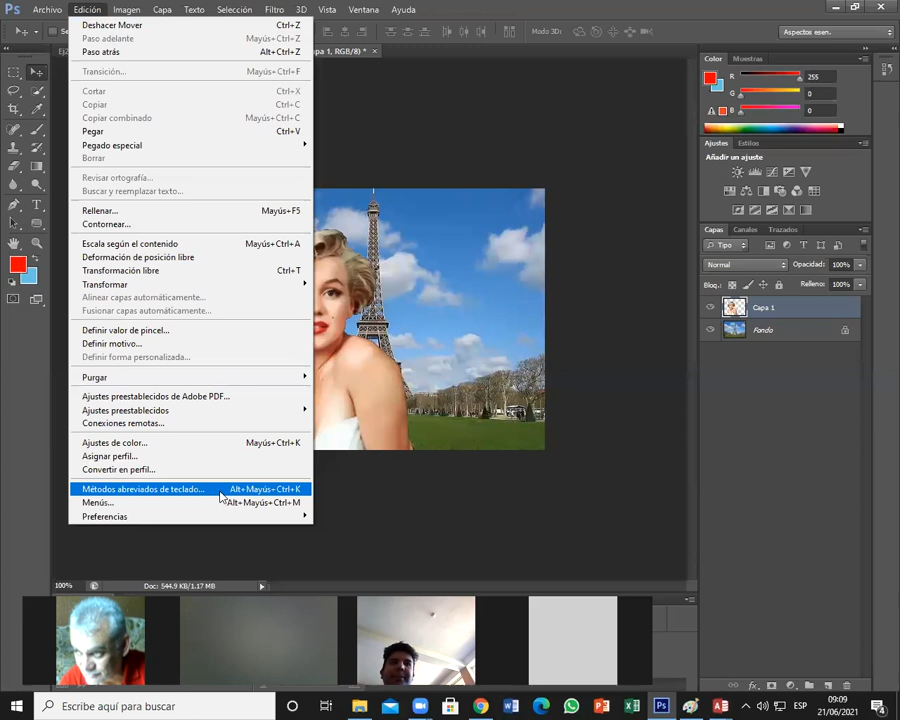 Ps Archivo Edición Imagen Capa Texto Selección Filtro 3D Vista Ventana Ayuda
Modo 3D:
Aspectos esen.
apa 1, RGB/8) * ×
Deshacer Mover Ctrl+Z
Paso adelante Mayús+Ctrl+Z
Paso atrás Alt+Ctrl+Z
Transición... Mayús+Ctrl+F
Cortar Ctrl+X
Copiar Ctrl+C
Copiar combinado Mayús+Ctrl+C
Pegar Ctrl+V
Pegado especial
Borrar
Revisar ortografía...
Buscar y reemplazar texto...
Rellenar... Mayús+F5
Contornear...
Escala según el contenido Mayús+Ctrl+A
Deformación de posición libre
Transformación libre Ctrl+T
Transformar
Alinear capas automáticamente...
Fusionar capas automáticamente...
Definir valor de pincel...
Definir motivo...
Definir forma personalizada...
Purgar
Ajustes preestablecidos de Adobe PDF...
Ajustes preestablecidos
Conexiones remotas...
Ajustes de color... Mayús+Ctrl+K
Asignar perfil...
Convertir en perfil...
Métodos abreviados de teclado... Alt+Mayús+Ctrl+K
Menús... Alt+Mayús+Ctrl+M
Preferencias
Color Muestras
R 255
G 0
B 0
Ajustes Estilos
Añadir un ajuste
Capas Canales Trazados
Tipo
Normal Opacidad: 100%
Bloq.: Relleno: 100%
Capa 1
Fondo
100% Doc: 544.9 KB/1.17 MB
Escribe aquí para buscar
ESP
09:09
21/06/2021
4